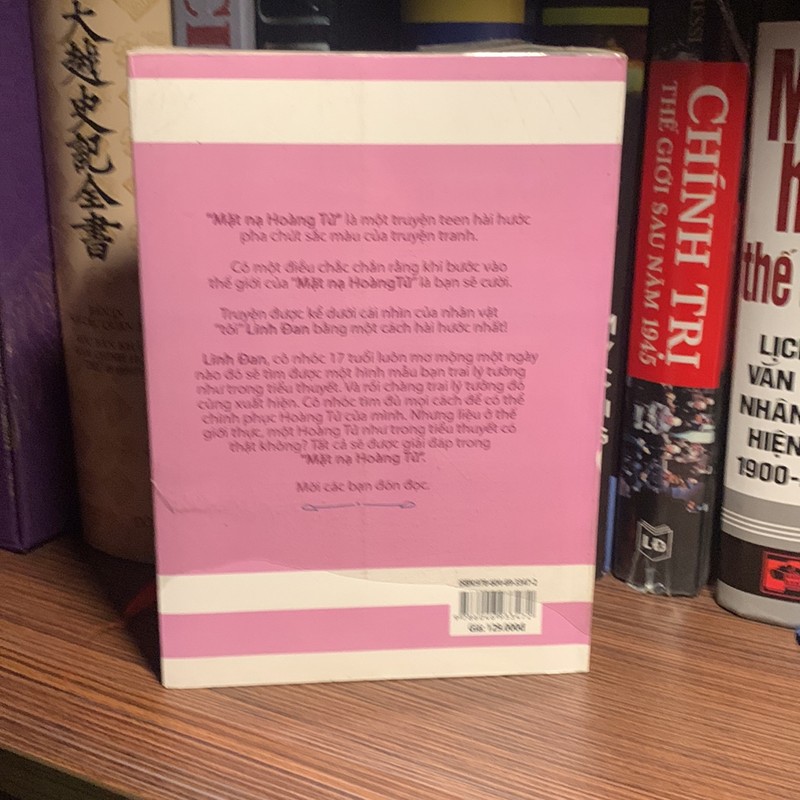 大越史記全書
"Mặt nạ Hoàng Tử" là một truyện teen hài hước
pha chút sắc màu của truyện tranh.
Có một điều chắc chắn rằng khi bước vào
thế giới của "Mặt nạ HoàngTử" là bạn sẽ cười.
Truyện được kể dưới cái nhìn của nhân vật
"tôi" Linh Đan bằng một cách hài hước nhất!
Linh Đan, cô nhóc 17 tuổi luôn mơ mộng một ngày
nào đó sẽ tìm được một hình mẫu bạn trai lý tưởng
như trong tiểu thuyết. Và rồi chàng trai lý tưởng đó
cũng xuất hiện. Cô nhóc tìm đủ mọi cách để có thể
chinh phục Hoàng Tử của mình. Nhưng liệu ở thế
giới thực, một Hoàng Tử như trong tiểu thuyết có
thật không? Tất cả sẽ được giải đáp trong
"Mặt nạ Hoàng Tử".
Mời các bạn đón đọc.
Giá: 129.000đ
CHÍNH TRỊ
THẾ GIỚI SAU NĂM 1945
LĐ
thế
LỊCH
VĂN
NHÂN
HIỆN
1900-